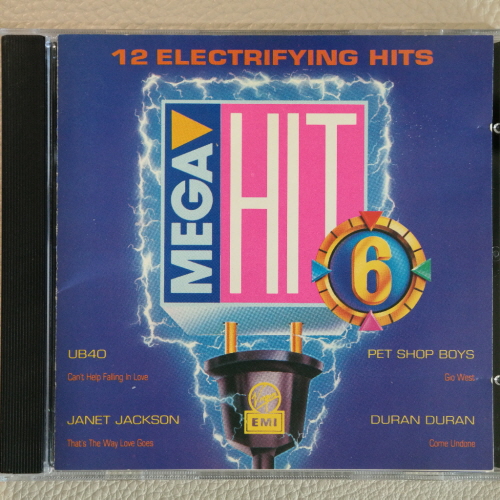 12 ELECTRIFYING HITS
MEGA
HIT
6
UB40
Can't Help Falling In Love
PET SHOP BOYS
Go West
JANET JACKSON
That's The Way Love Goes
DURAN DURAN
Come Undone
Virgin
EMI